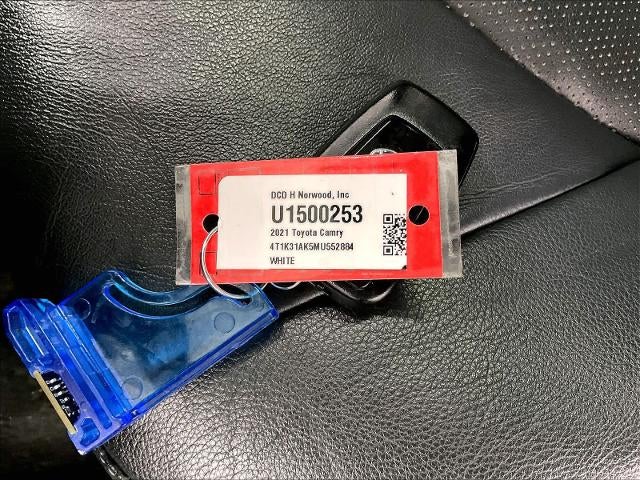 DCD H Norwood, Inc
U1500253
2021 Toyota Camry
4T1K31AK5MU552884
WHITE